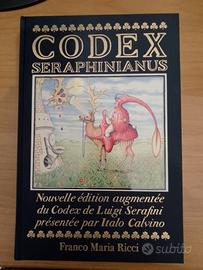 CODEX
SERAPHINIANUS
Nouvelle édition augmentée
du Codex de Luigi Serafini
présentée par Italo Calvino
Franco Maria Ricci
subito